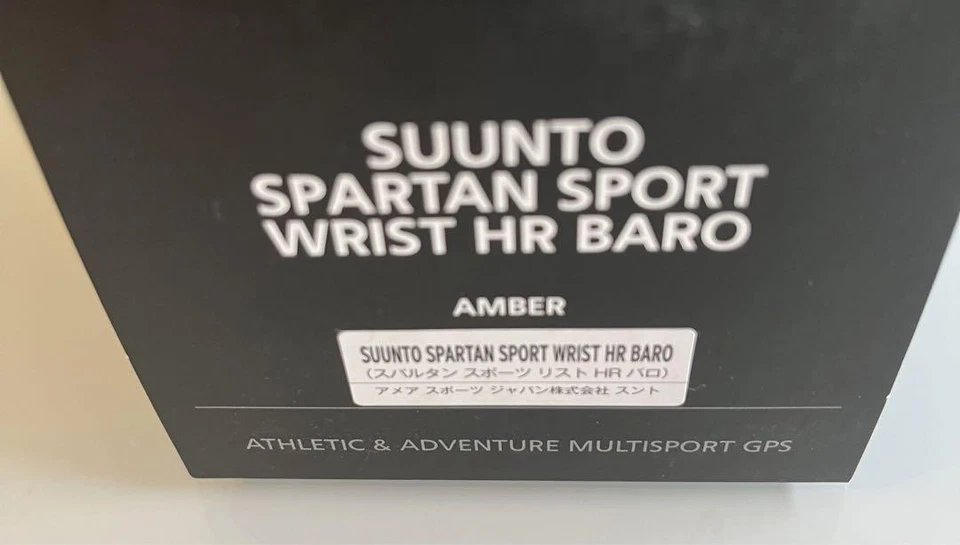 SUUNTO
SPARTAN SPORT
WRIST HR BARO
AMBER
SUUNTO SPARTAN SPORT WRIST HR BARO
（スパルタン スポーツ リスト HR バロ）
アメア スポーツ ジャパン株式会社 スント
ATHLETIC & ADVENTURE MULTISPORT GPS